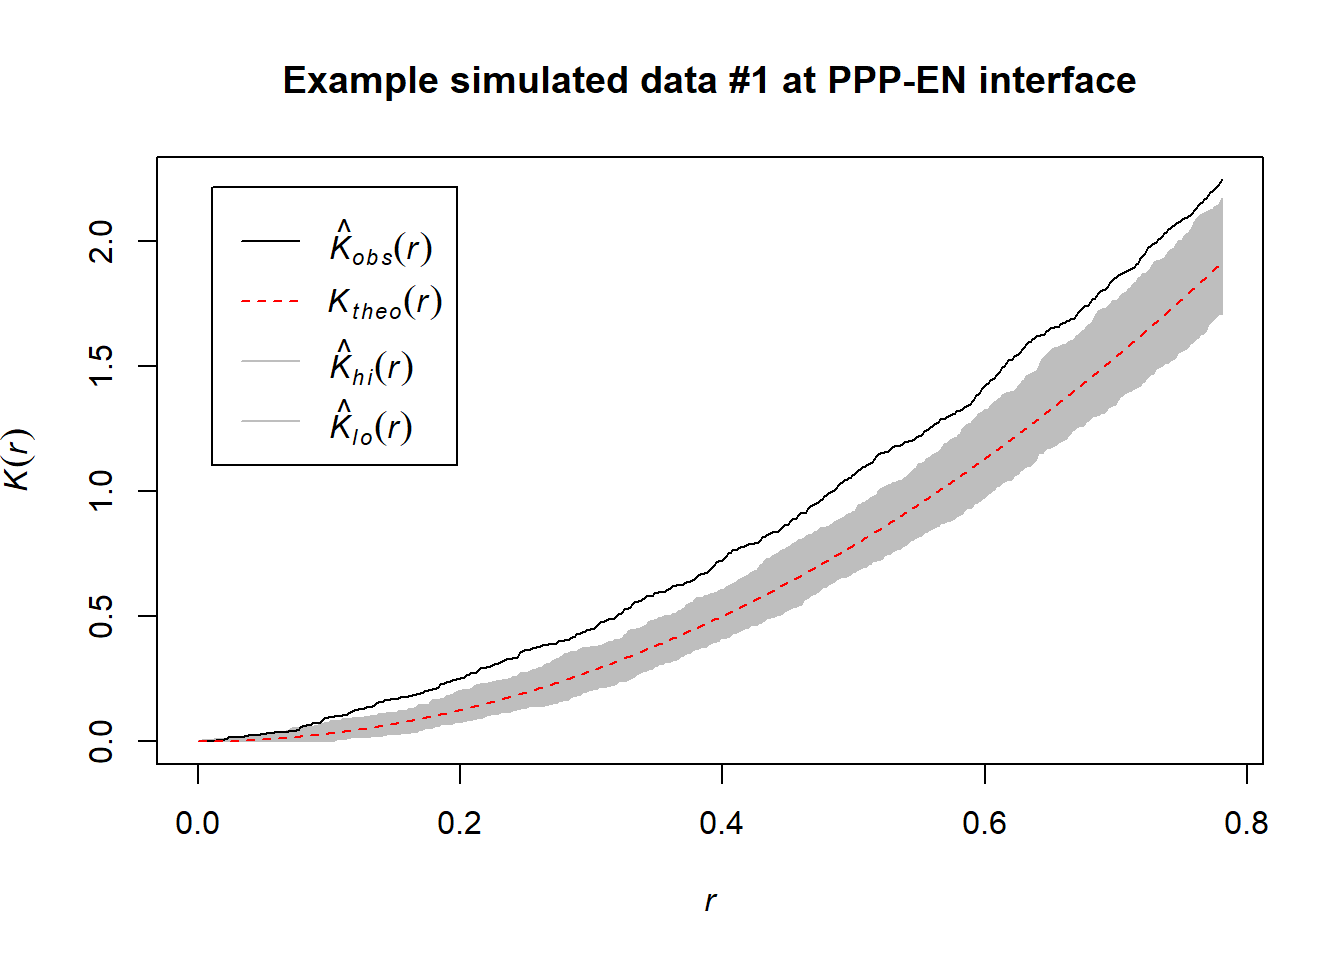 Example simulated data #1 at PPP-EN interface
K̂obs(r)
Ktheo(r)
K̂hi(r)
K̂lo(r)
K(r)
2.0
1.5
1.0
0.5
0.0
0.0 0.2 0.4 0.6 0.8
r